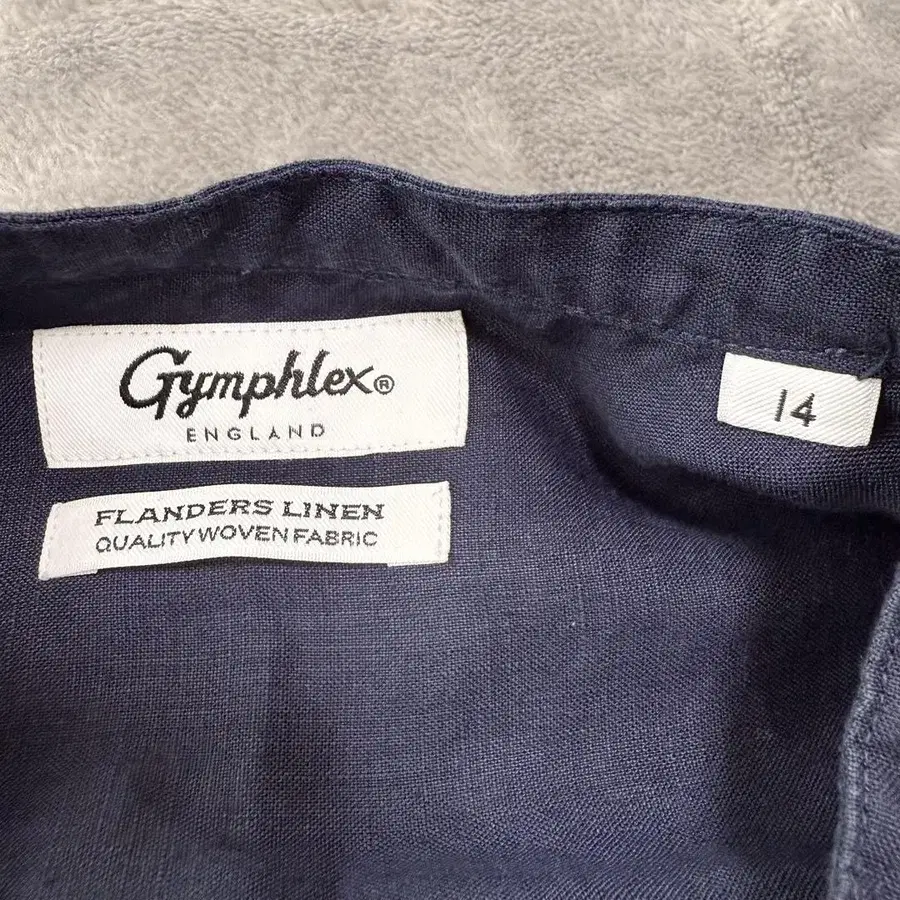 Gymphlex®
ENGLAND
14
FLANDERS LINEN
QUALITY WOVEN FABRIC